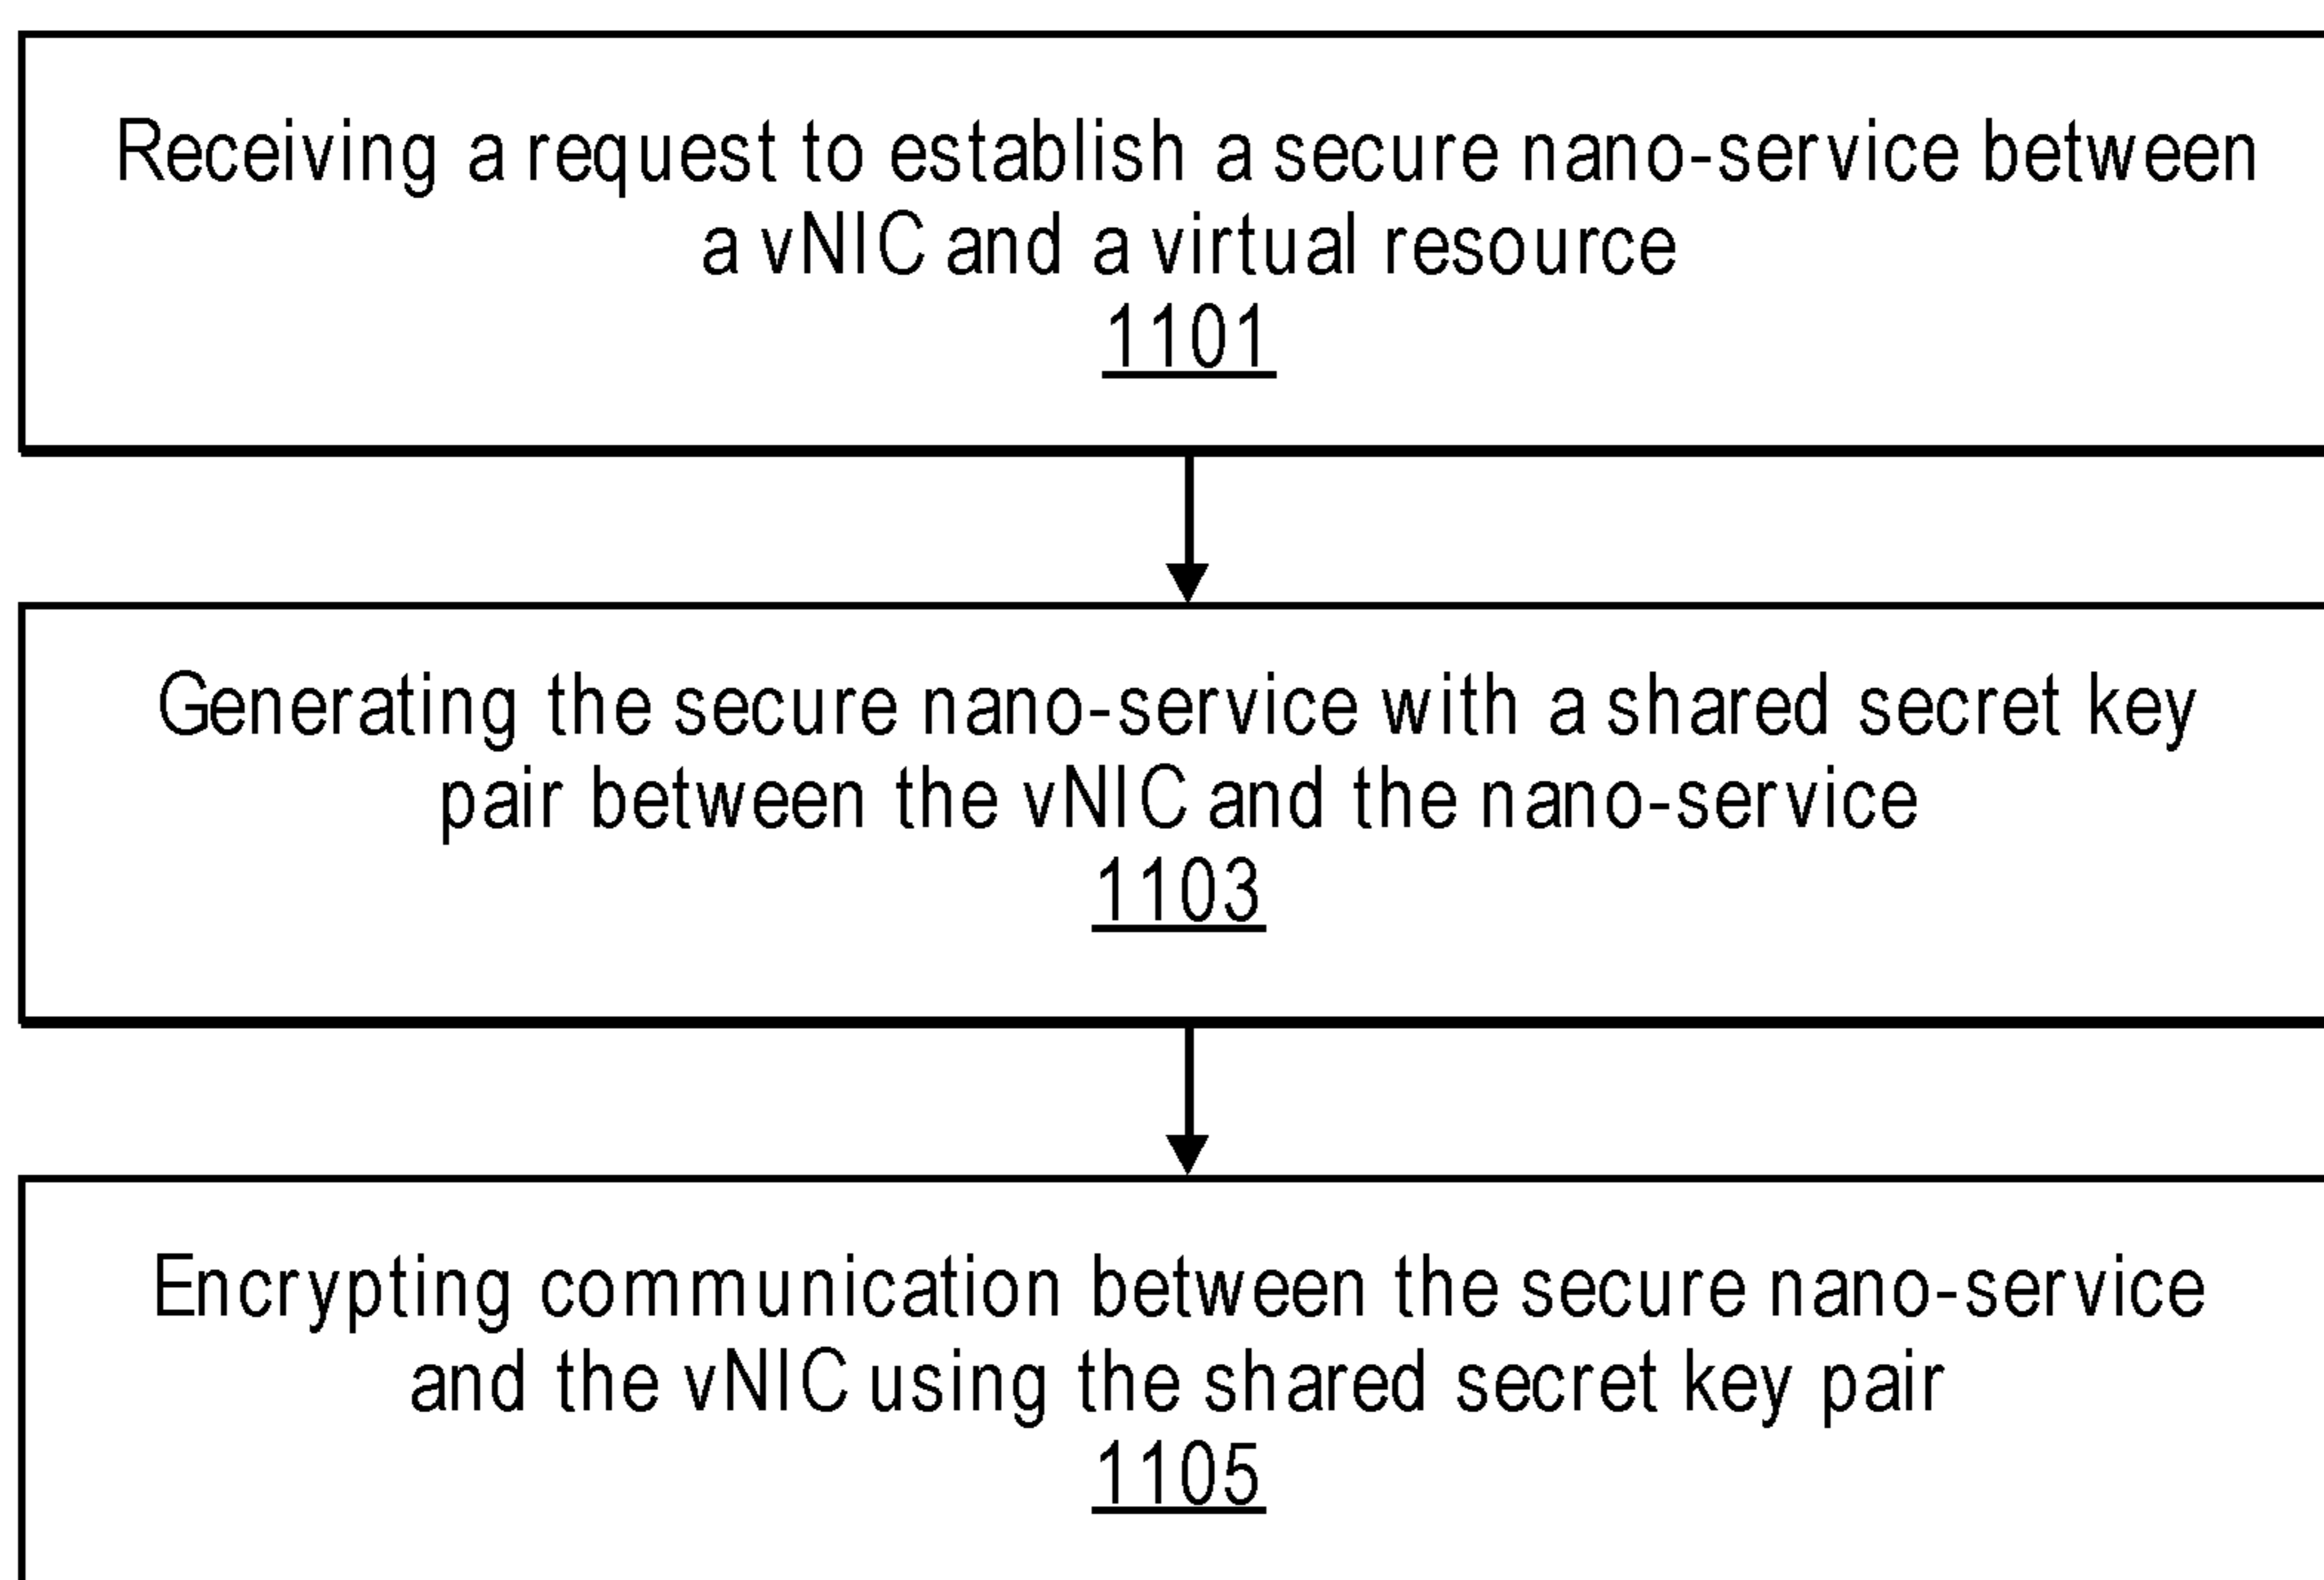 Receiving a request to establish a secure nano-service between
a vNIC and a virtual resource
1101
Generating the secure nano-service with a shared secret key
pair between the vNIC and the nano-service
1103
Encrypting communication between the secure nano-service
and the vNIC using the shared secret key pair
1105